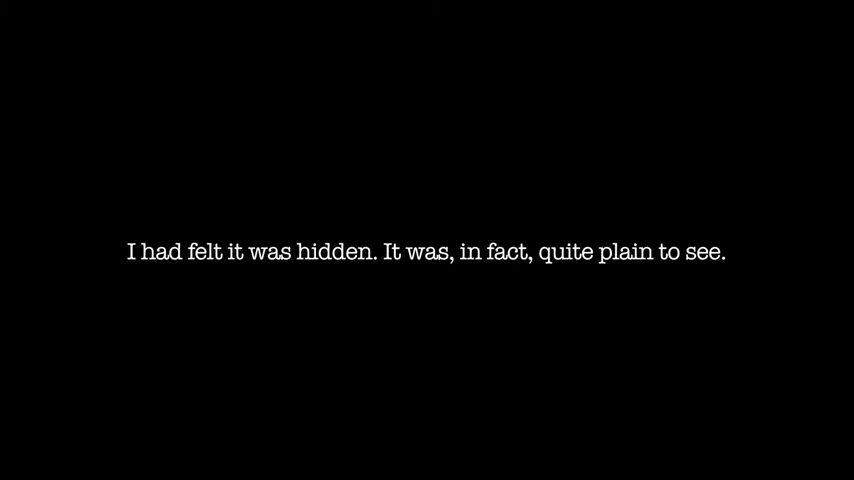 I had felt it was hidden. It was, in fact, quite plain to see.